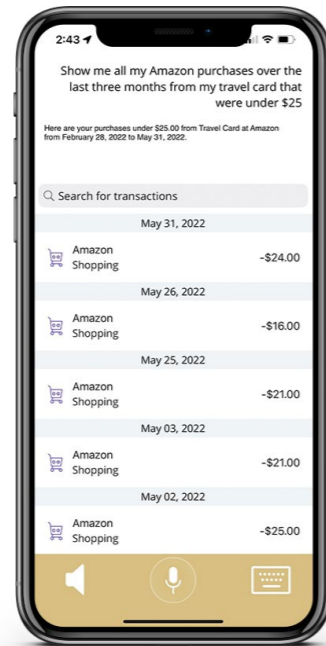 2:43
Show me all my Amazon purchases over the
last three months from my travel card that
were under $25
Here are your purchases under $25.00 from Travel Card at Amazon
from February 28, 2022 to May 31, 2022.
Search for transactions
May 31, 2022
Amazon
Shopping
-$24.00
May 26, 2022
Amazon
Shopping
-$16.00
May 25, 2022
Amazon
Shopping
-$21.00
May 03, 2022
Amazon
Shopping
-$21.00
May 02, 2022
Amazon
Shopping
-$25.00